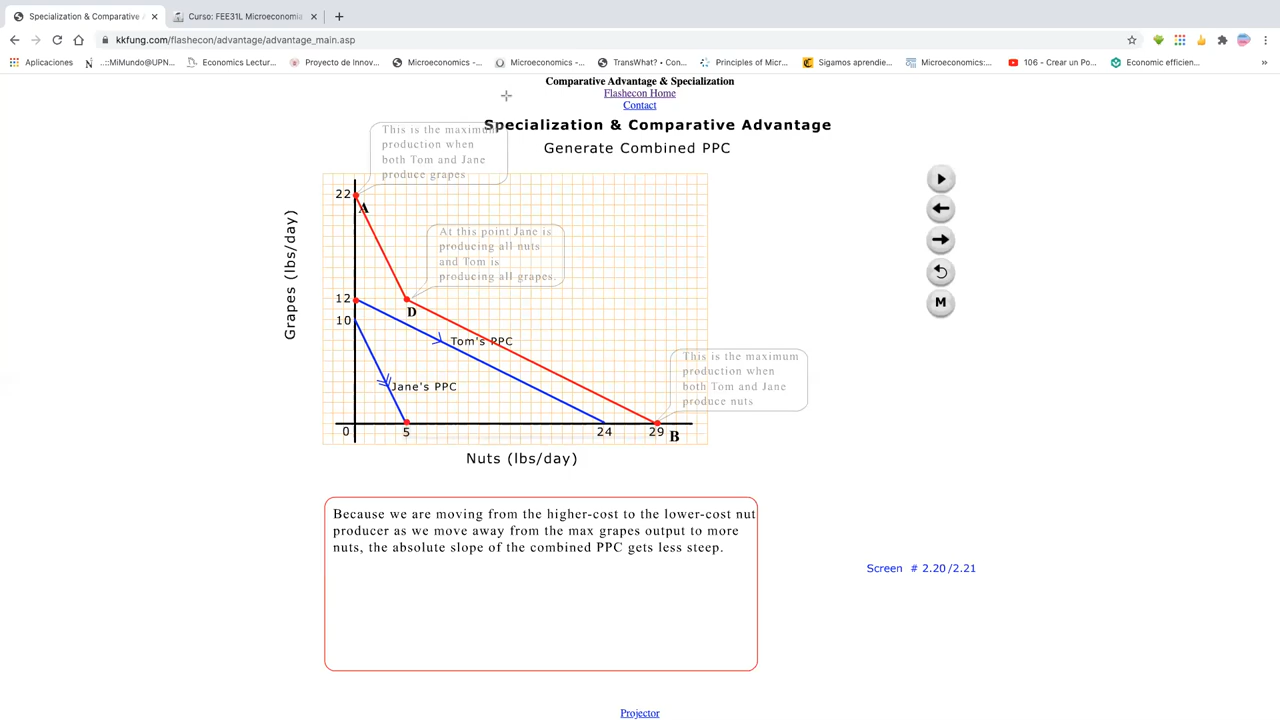 Specialization & Comparative A
Curso: FEE31L Microeconomia
kkfung.com/flashecon/advantage/advantage_main.asp
Aplicaciones
..::MiMundo@UPN...
Economics Lectur...
Proyecto de Innov...
Microeconomics -...
Microeconomics -...
TransWhat? • Con...
Principles of Micr...
Sigamos aprendie...
Microeconomics:...
106 - Crear un Po...
Economic efficien...
»
Comparative Advantage & Specialization
Flashecon Home
Contact
Specialization & Comparative Advantage
Generate Combined PPC
This is the maximum
production when
both Tom and Jane
produce grapes
22
A
At this point Jane is
producing all nuts
and Tom is
producing all grapes.
Grapes (lbs/day)
12
D
10
Tom's PPC
Jane's PPC
This is the maximum
production when
both Tom and Jane
produce nuts
0
5
24
29
B
Nuts (lbs/day)
M
Because we are moving from the higher-cost to the lower-cost nut
producer as we move away from the max grapes output to more
nuts, the absolute slope of the combined PPC gets less steep.
Screen # 2.20/2.21
Projector